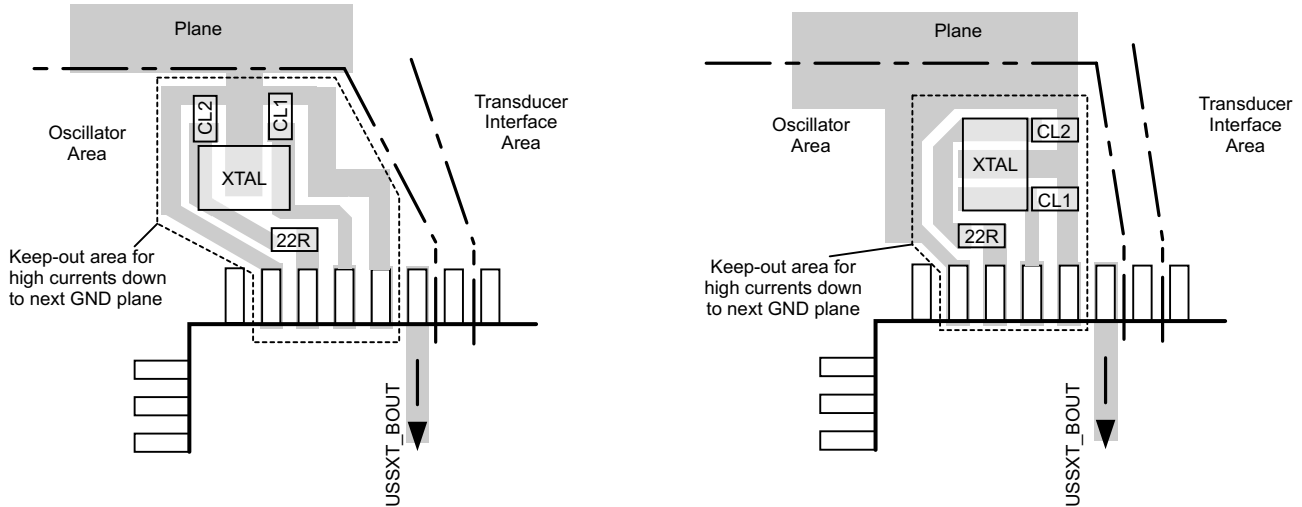 Plane
CL2
CL1
Oscillator
Area
Transducer
Interface
Area
XTAL
22R
Keep-out area for
high currents down
to next GND plane
USSXT_BOUT
Plane
Oscillator
Area
CL2
Transducer
Interface
Area
XTAL
CL1
22R
Keep-out area for
high currents down
to next GND plane
USSXT_BOUT